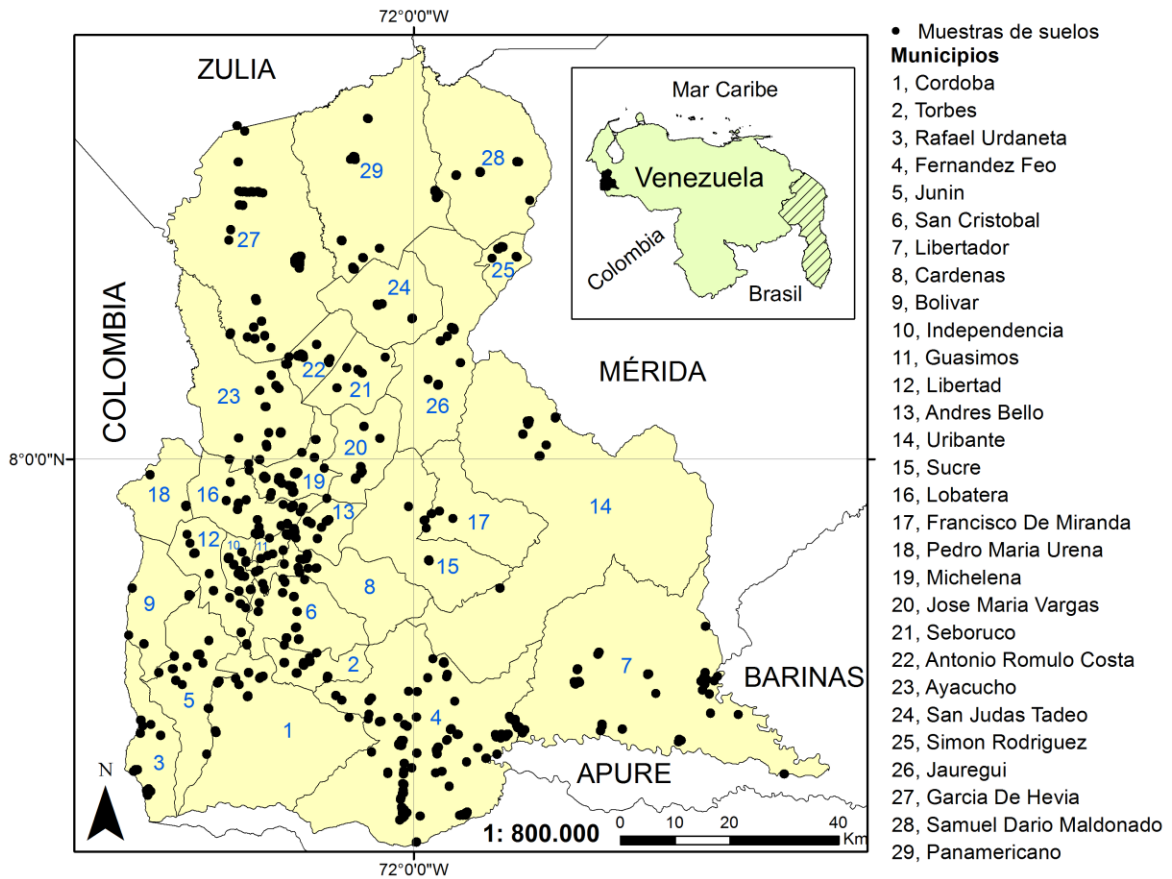 72°0'0"W
ZULIA
Mar Caribe
Venezuela
Colombia
Brasil
29
28
27
25
24
COLOMBIA
22
21
MÉRIDA
23
26
8°0'0"N
20
18
16
19
13
17
14
12
10
11
15
8
9
6
2
7
BARINAS
5
4
1
3
APURE
N
1: 800.000
0 10 20 40
Km
72°0'0"W
Muestras de suelos
Municipios
1, Cordoba
2, Torbes
3, Rafael Urdaneta
4, Fernandez Feo
5, Junin
6, San Cristobal
7, Libertador
8, Cardenas
9, Bolivar
10, Independencia
11, Guasimos
12, Libertad
13, Andres Bello
14, Uribante
15, Sucre
16, Lobatera
17, Francisco De Miranda
18, Pedro Maria Urena
19, Michelena
20, Jose Maria Vargas
21, Seboruco
22, Antonio Romulo Costa
23, Ayacucho
24, San Judas Tadeo
25, Simon Rodriguez
26, Jauregui
27, Garcia De Hevia
28, Samuel Dario Maldonado
29, Panamericano